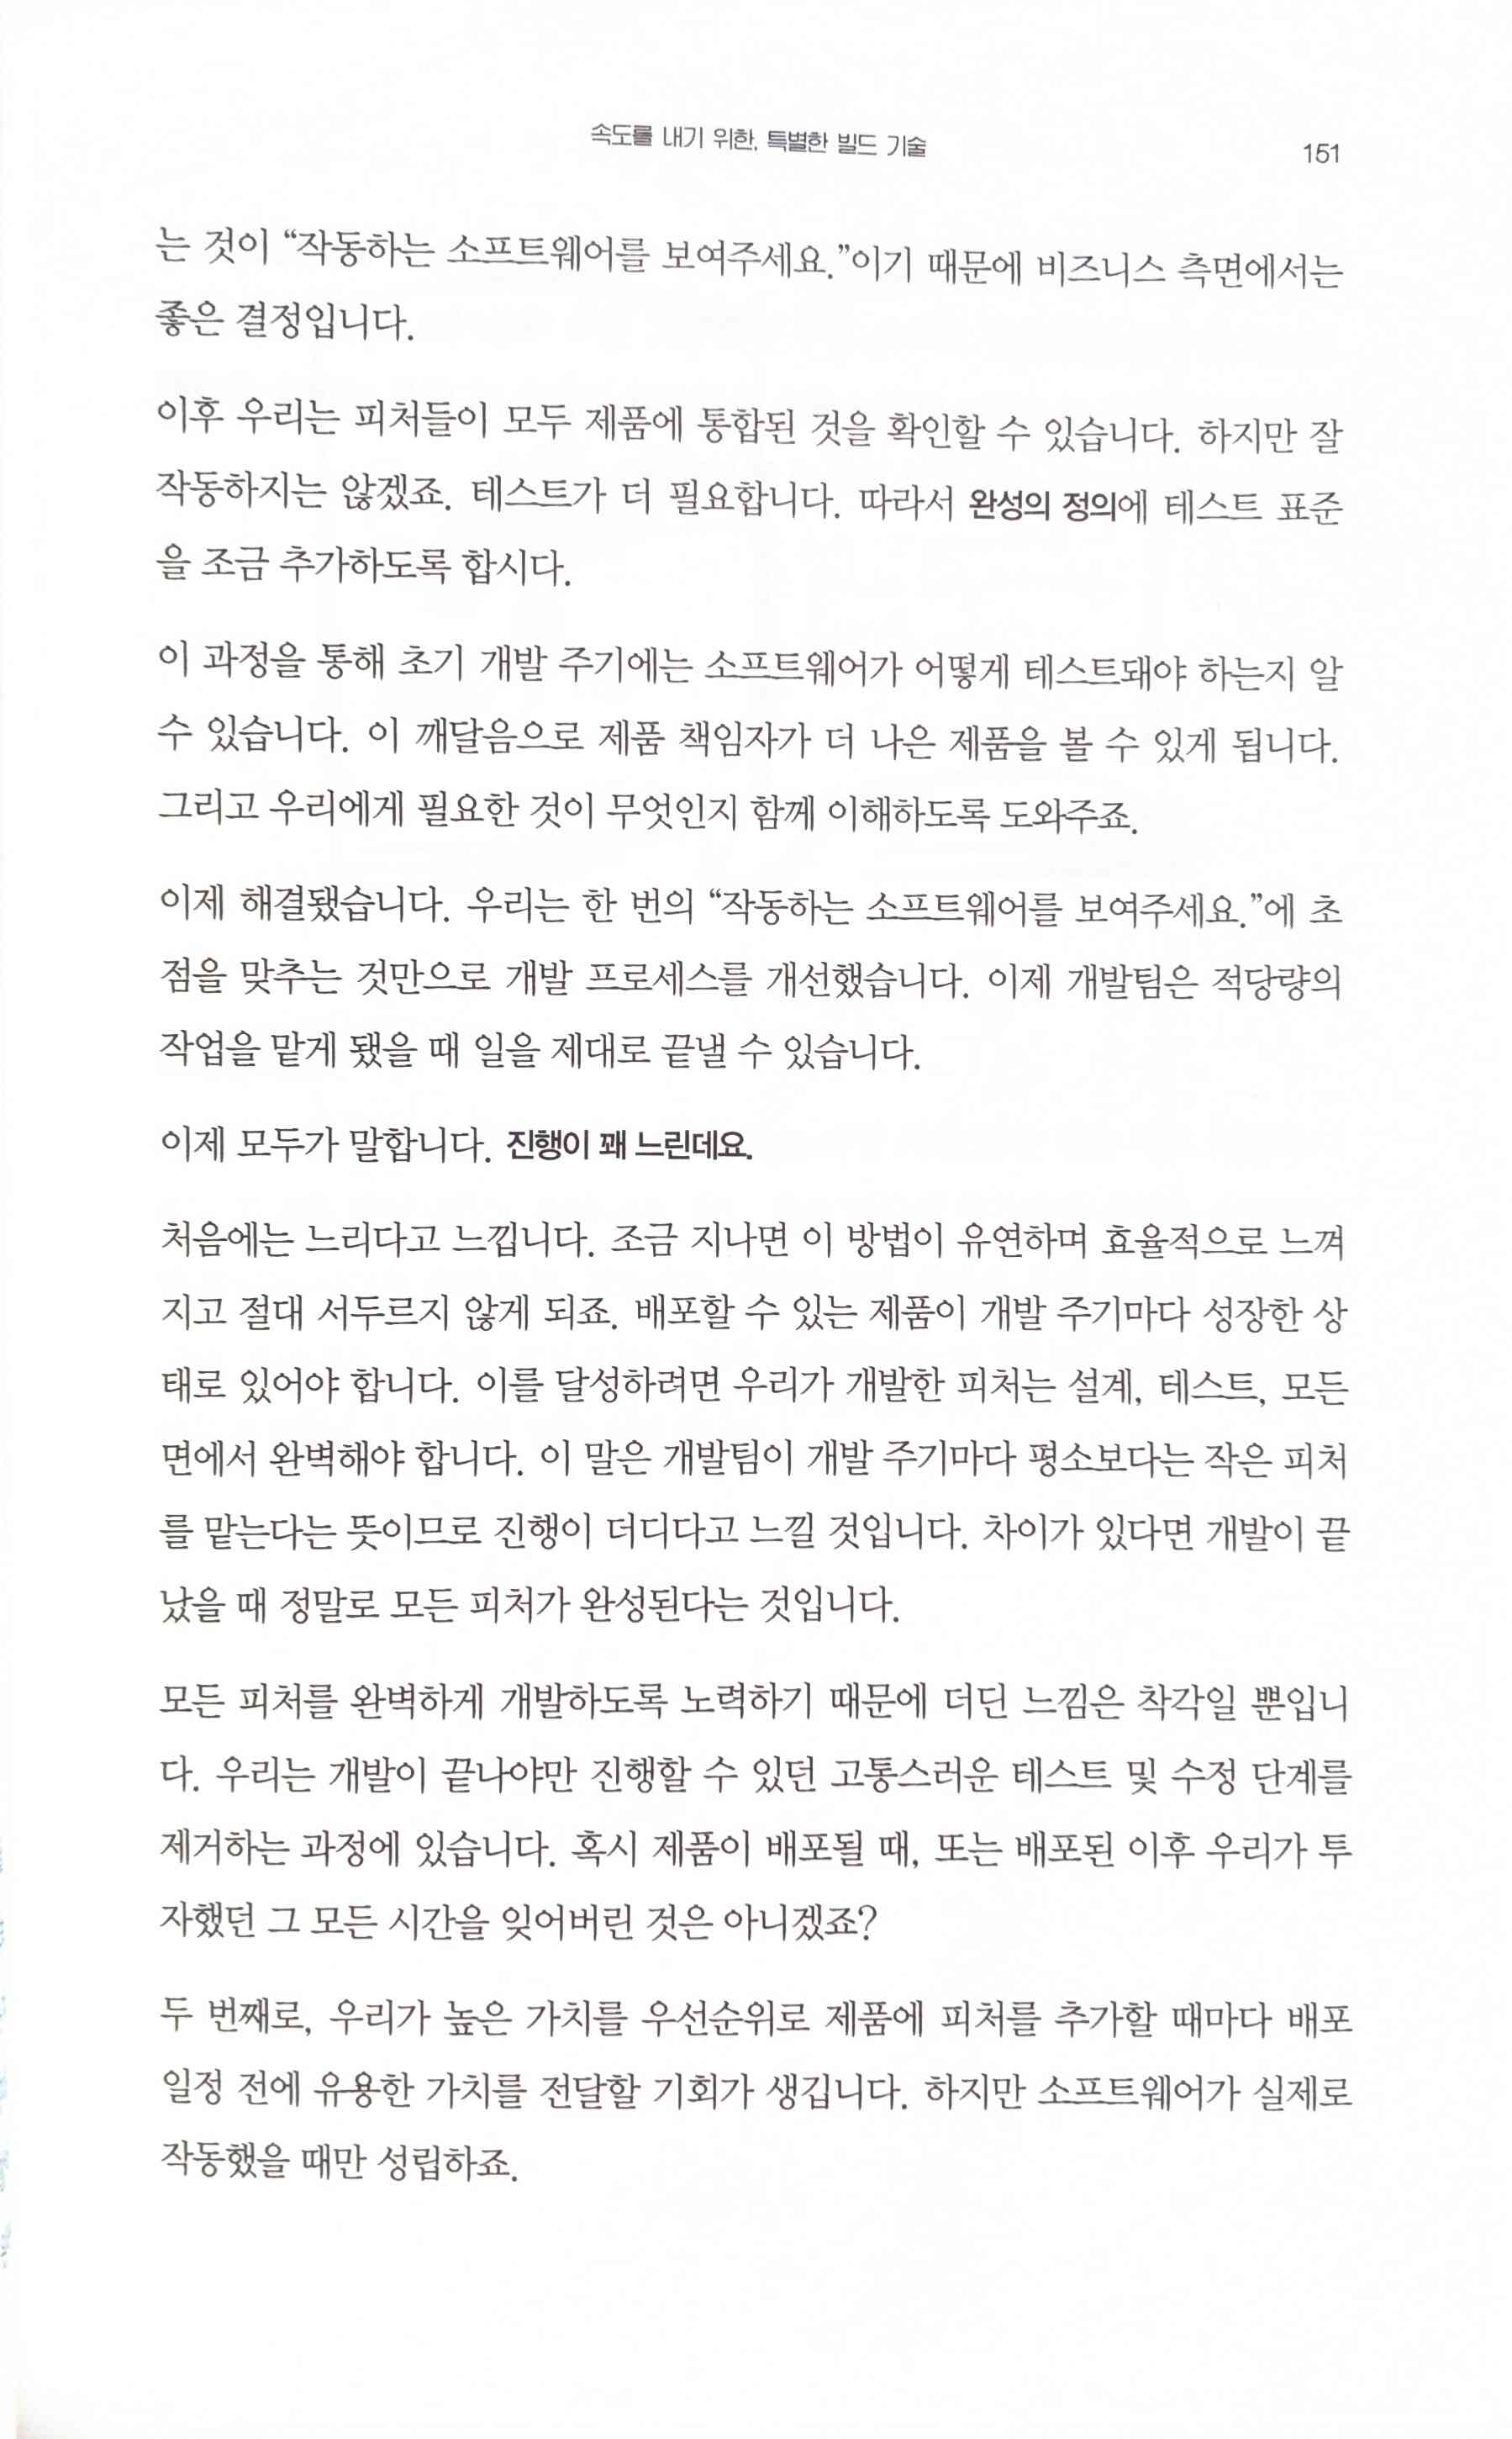 속도를 내기 위한, 특별한 빌드 기술
151
는 것이 “작동하는 소프트웨어를 보여주세요.”이기 때문에 비즈니스 측면에서는
좋은 결정입니다.
이후 우리는 피처들이 모두 제품에 통합된 것을 확인할 수 있습니다. 하지만 잘
작동하지는 않겠죠. 테스트가 더 필요합니다. 따라서 완성의 정의에 테스트 표준
을 조금 추가하도록 합시다.
이 과정을 통해 초기 개발 주기에는 소프트웨어가 어떻게 테스트돼야 하는지 알
수 있습니다. 이 깨달음으로 제품 책임자가 더 나은 제품을 볼 수 있게 됩니다.
그리고 우리에게 필요한 것이 무엇인지 함께 이해하도록 도와주죠.
이제 해결됐습니다. 우리는 한 번의 “작동하는 소프트웨어를 보여주세요.”에 초
점을 맞추는 것만으로 개발 프로세스를 개선했습니다. 이제 개발팀은 적당량의
작업을 맡게 됐을 때 일을 제대로 끝낼 수 있습니다.
이제 모두가 말합니다. 진행이 꽤 느린데요.
처음에는 느리다고 느낍니다. 조금 지나면 이 방법이 유연하며 효율적으로 느껴
지고 절대 서두르지 않게 되죠. 배포할 수 있는 제품이 개발 주기마다 성장한 상
태로 있어야 합니다. 이를 달성하려면 우리가 개발한 피처는 설계, 테스트, 모든
면에서 완벽해야 합니다. 이 말은 개발팀이 개발 주기마다 평소보다는 작은 피처
를 맡는다는 뜻이므로 진행이 더디다고 느낄 것입니다. 차이가 있다면 개발이 끝
났을 때 정말로 모든 피처가 완성된다는 것입니다.
모든 피처를 완벽하게 개발하도록 노력하기 때문에 더딘 느낌은 착각일 뿐입니
다. 우리는 개발이 끝나야만 진행할 수 있던 고통스러운 테스트 및 수정 단계를
제거하는 과정에 있습니다. 혹시 제품이 배포될 때, 또는 배포된 이후 우리가 투
자했던 그 모든 시간을 잊어버린 것은 아니겠죠?
두 번째로, 우리가 높은 가치를 우선순위로 제품에 피처를 추가할 때마다 배포
일정 전에 유용한 가치를 전달할 기회가 생깁니다. 하지만 소프트웨어가 실제로
작동했을 때만 성립하죠.